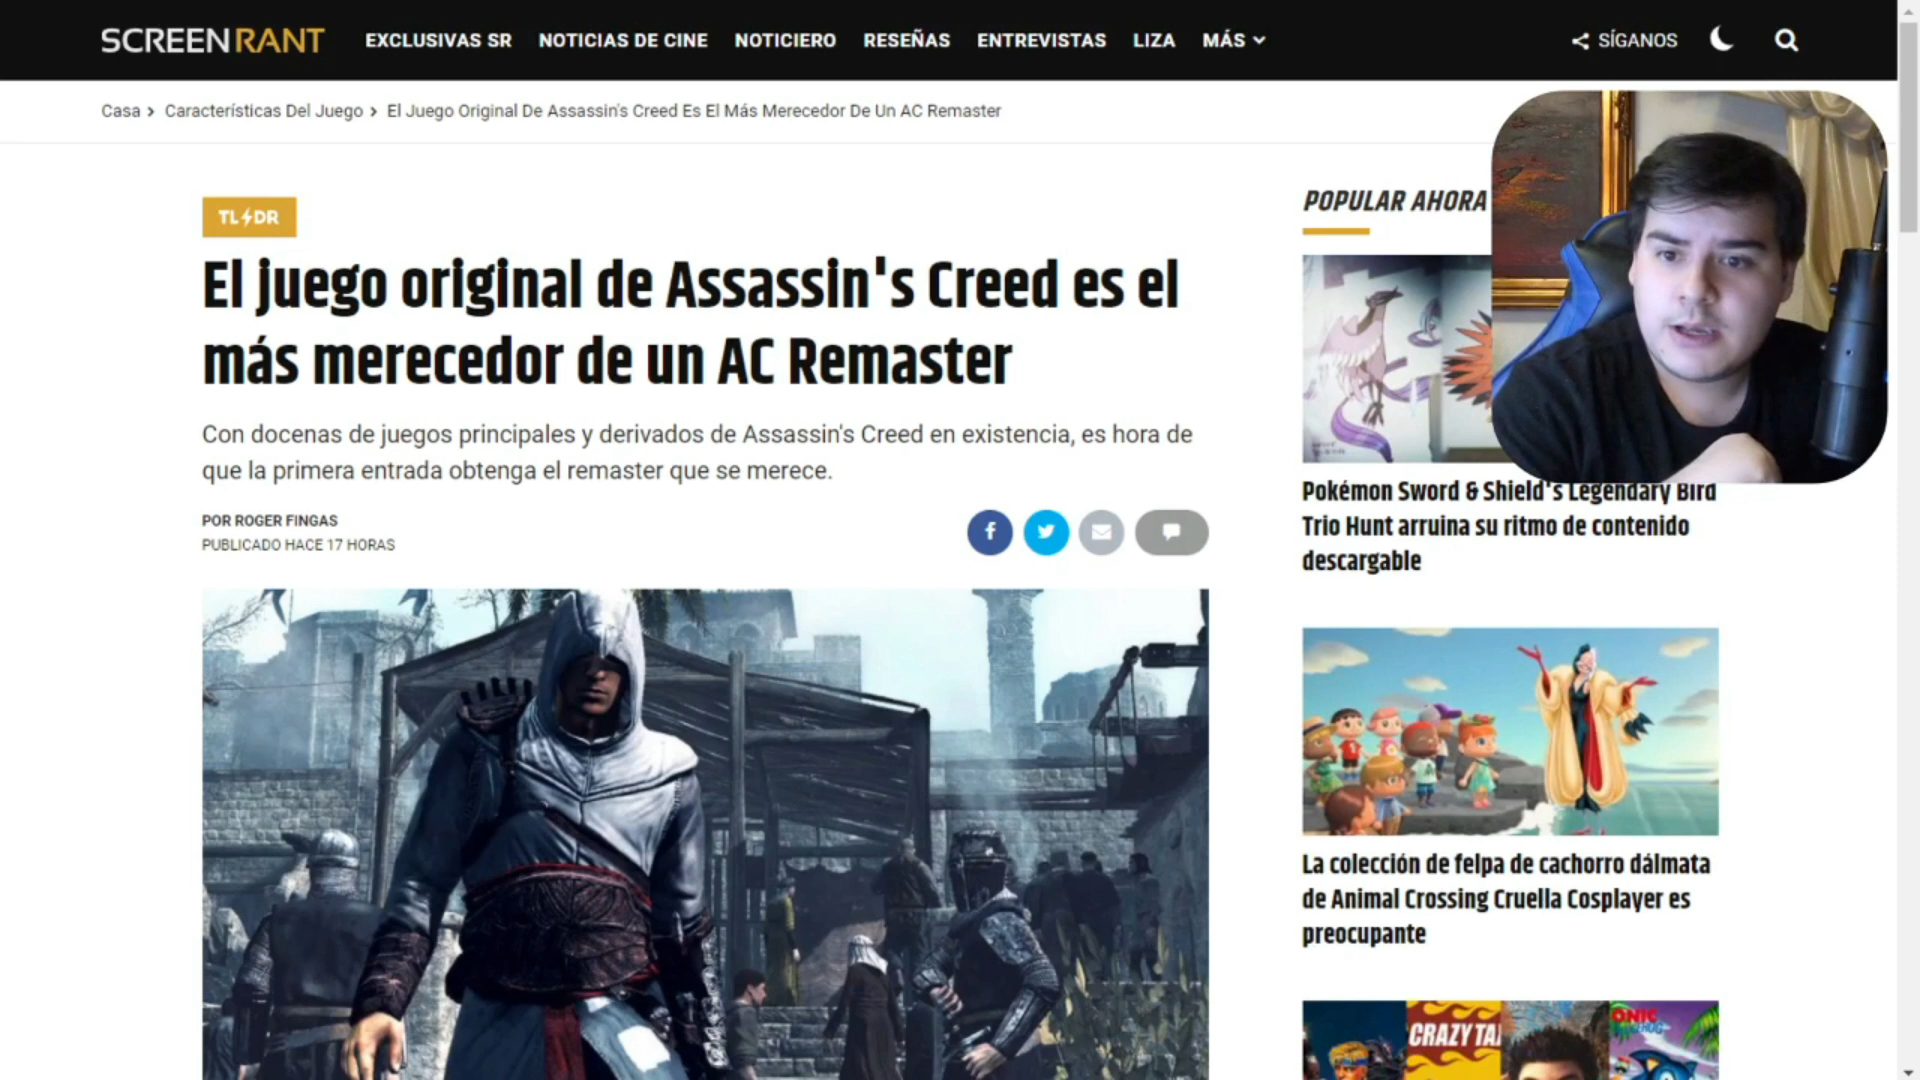 SCREENRANT EXCLUSIVAS SR NOTICIAS DE CINE NOTICIERO RESEÑAS ENTREVISTAS LIZA MÁS SÍGANOS
Casa > Características Del Juego > El Juego Original De Assassin's Creed Es El Más Merecedor De Un AC Remaster
TL DR
El juego original de Assassin's Creed es el
más merecedor de un AC Remaster
Con docenas de juegos principales y derivados de Assassin's Creed en existencia, es hora de
que la primera entrada obtenga el remaster que se merece.
POR ROGER FINGAS
PUBLICADO HACE 17 HORAS
POPULAR AHORA
Pokémon Sword & Shield's Legendary Bird
Trio Hunt arruina su ritmo de contenido
descargable
La colección de felpa de cachorro dálmata
de Animal Crossing Cruella Cosplayer es
preocupante
CRAZY TA